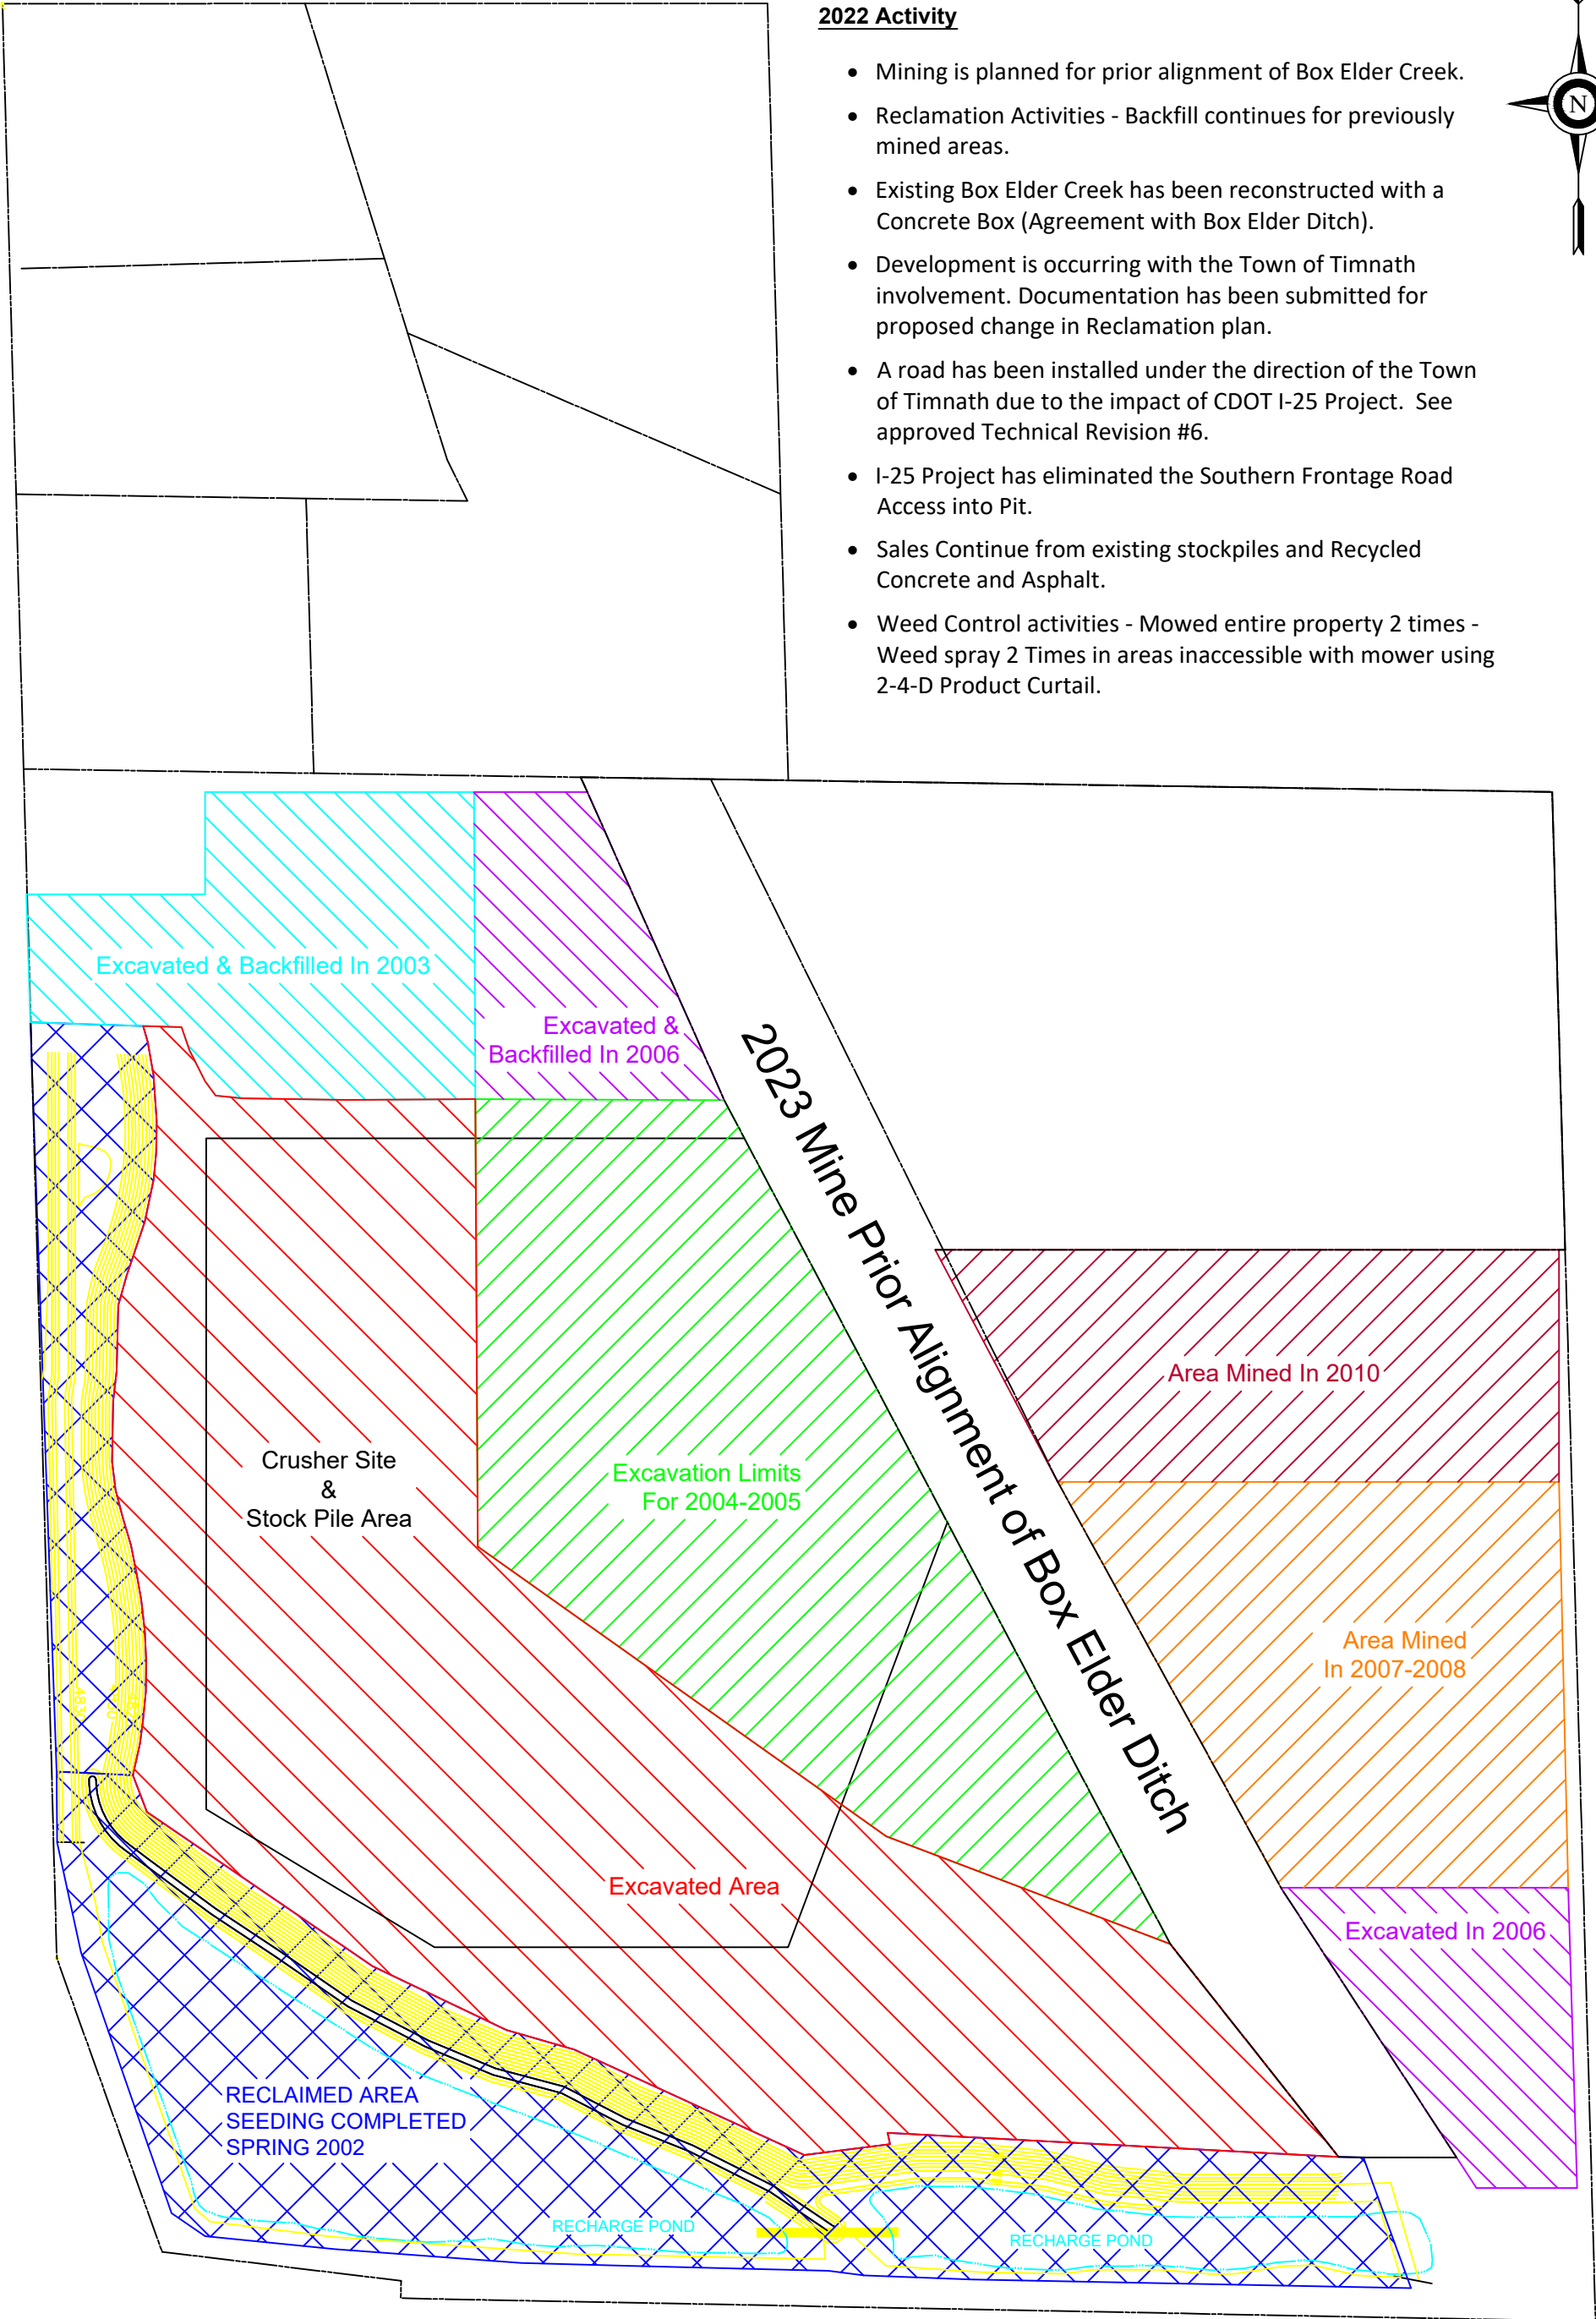 2022 Activity
N
• Mining is planned for prior alignment of Box Elder Creek.
• Reclamation Activities - Backfill continues for previously
mined areas.
• Existing Box Elder Creek has been reconstructed with a
Concrete Box (Agreement with Box Elder Ditch).
• Development is occurring with the Town of Timnath
involvement. Documentation has been submitted for
proposed change in Reclamation plan.
• A road has been installed under the direction of the Town
of Timnath due to the impact of CDOT I-25 Project. See
approved Technical Revision #6.
• I-25 Project has eliminated the Southern Frontage Road
Access into Pit.
• Sales Continue from existing stockpiles and Recycled
Concrete and Asphalt.
• Weed Control activities - Mowed entire property 2 times -
Weed spray 2 Times in areas inaccessible with mower using
2-4-D Product Curtail.
Excavated & Backfilled In 2003
Excavated &
Backfilled In 2006
2023 Mine Prior Alignment of Box Elder Ditch
Area Mined In 2010
Crusher Site
&
Stock Pile Area
Excavation Limits
For 2004-2005
Area Mined
In 2007-2008
Excavated Area
Excavated In 2006
RECLAIMED AREA
SEEDING COMPLETED
SPRING 2002
RECHARGE POND
RECHARGE POND